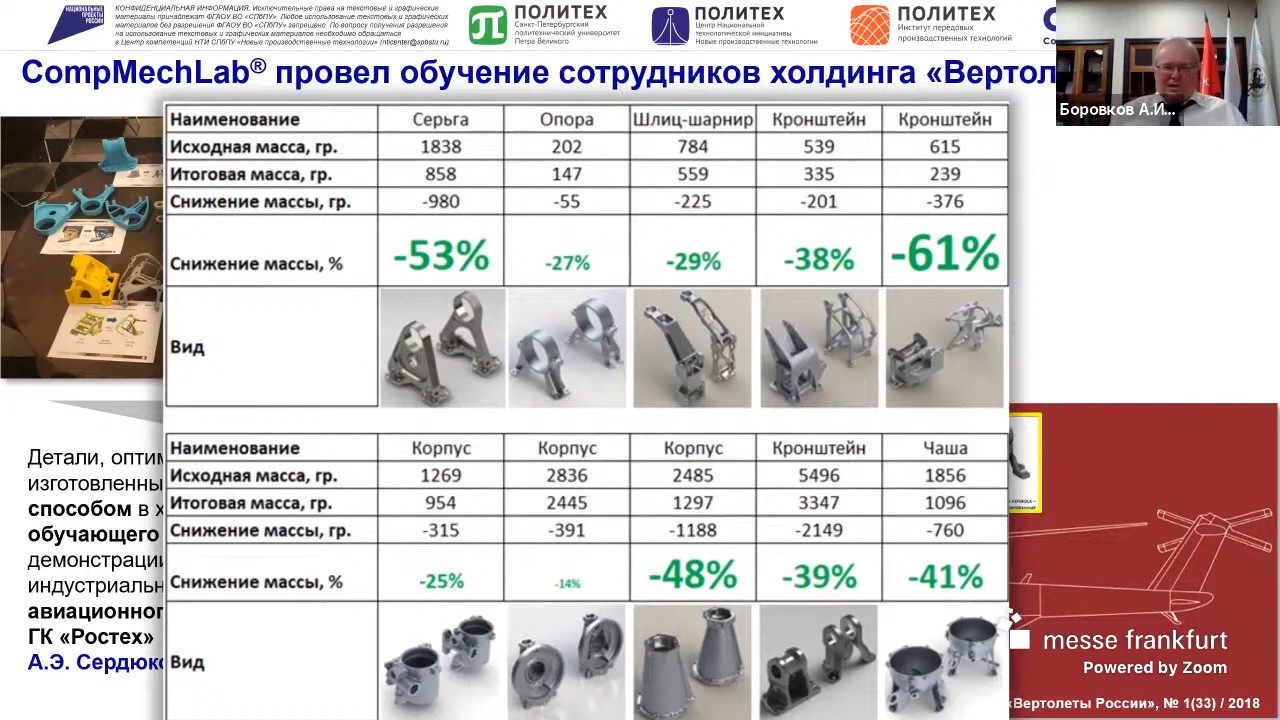 НАЦИОНАЛЬНЫЕ
ПРОЕКТЫ
РОССИИ
КОНФИДЕНЦИАЛЬНАЯ ИНФОРМАЦИЯ: Исключительные права на текстовые и графические
материалы принадлежат ФГАОУ ВО «СПбПУ». Любое использование текстовых и графических
материалов без разрешения ФГАОУ ВО «СПбПУ» запрещено. По вопросу получения разрешения
на использование текстовых и графических материалов необходимо обращаться
в Центр компетенций НТИ СПбПУ «Новые производственные технологии» (nticenter@spbstu.ru)
ПОЛИТЕХ
Санкт-Петербургский
политехнический университет
Петра Великого
ПОЛИТЕХ
Центр Национальной
технологической инициативы
Новые производственные технологии
ПОЛИТЕХ
Институт передовых
производственных технологий
CompMechLab® провел обучение сотрудников холдинга «Вертол
Боровков А.И...
Наименование Серьга Опора Шлиц-шарнир Кронштейн Кронштейн
Исходная масса, гр. 1838 202 784 539 615
Итоговая масса, гр. 858 147 559 335 239
Снижение массы, гр. -980 -55 -225 -201 -376
Снижение массы, % -53% -27% -29% -38% -61%
Вид
Наименование Корпус Корпус Корпус Кронштейн Чаша
Исходная масса, гр. 1269 2836 2485 5496 1856
Итоговая масса, гр. 954 2445 1297 3347 1096
Снижение массы, гр. -315 -391 -1188 -2149 -760
Снижение массы, % -25% -14% -48% -39% -41%
Вид
Детали, оптим
изготовленны
способом в х
обучающего
демонстраци
индустриальн
авиационног
ГК «Ростех»
А.Э. Сердюко
messe frankfurt
Powered by Zoom
«Вертолеты России», № 1(33) / 2018